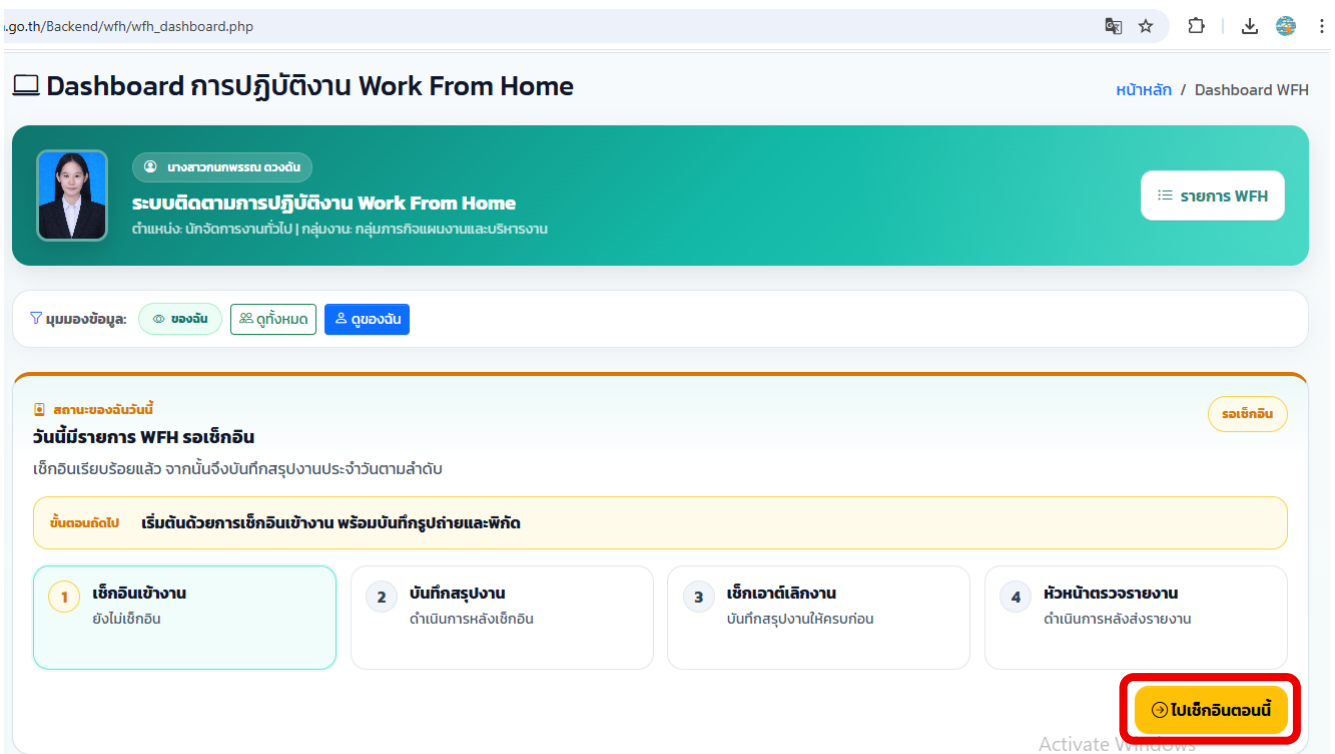 .go.th/Backend/wfh/wfh_dashboard.php
Dashboard การปฏิบัติงาน Work From Home
หน้าหลัก / Dashboard WFH
นางสาวกนกพรรณ ดวงดัน
ระบบติดตามการปฏิบัติงาน Work From Home
ตำแหน่ง: นักจัดการงานทั่วไป | กลุ่มงาน: กลุ่มภารกิจแผนงานและบริหารงาน
รายการ WFH
มุมมองข้อมูล: ของฉัน ดูทั้งหมด ดูของฉัน
สถานะของฉันวันนี้
รอเช็กอิน
วันนี้มีรายการ WFH รอเช็กอิน
เช็กอินเรียบร้อยแล้ว จากนั้นจึงบันทึกสรุปงานประจำวันตามลำดับ
ขั้นตอนถัดไป เริ่มต้นด้วยการเช็กอินเข้างาน พร้อมบันทึกรูปถ่ายและพิกัด
1 เช็กอินเข้างาน
ยังไม่เช็กอิน
2 บันทึกสรุปงาน
ดำเนินการหลังเช็กอิน
3 เช็กเอาต์เลิกงาน
บันทึกสรุปงานให้ครบก่อน
4 หัวหน้าตรวจรายงาน
ดำเนินการหลังส่งรายงาน
ไปเช็กอินตอนนี้
Activate Windows